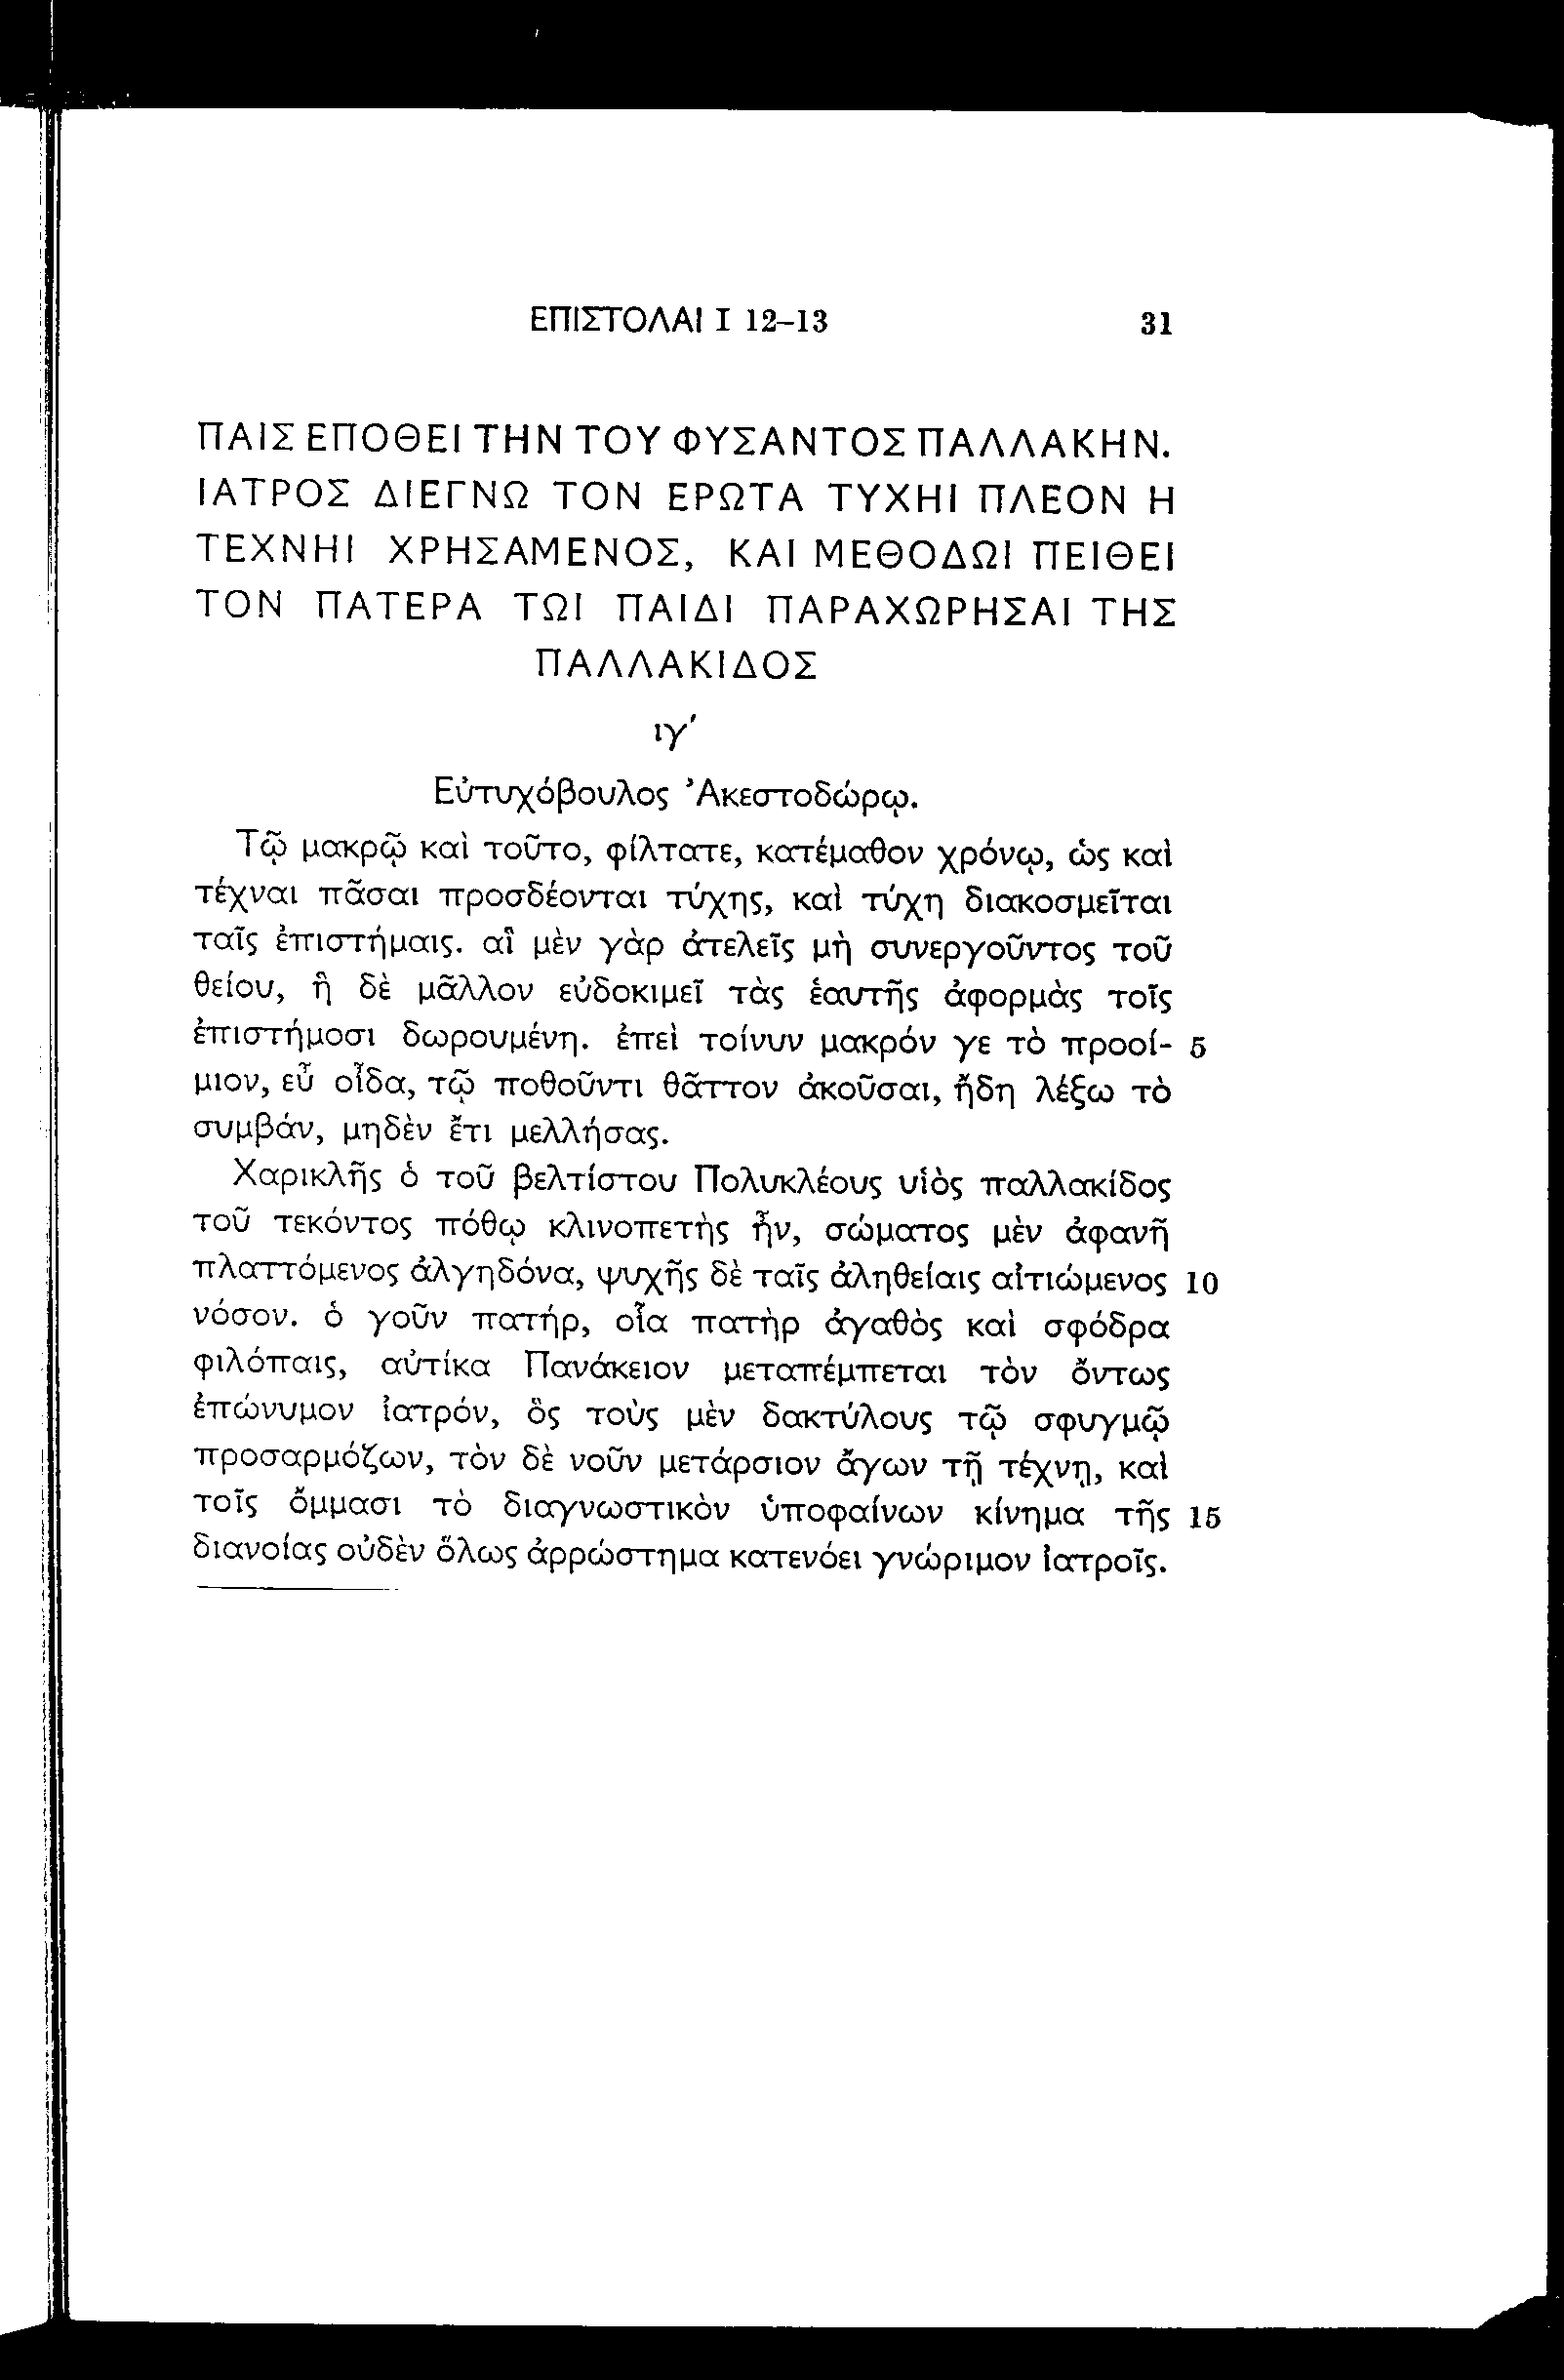 ΕΠΙΣΤΟΛΑΙ I 12–13 31
ΠΑΙΣ ΕΠΟΘΕΙ ΤΗΝ ΤΟΥ ΦΥΣΑΝΤΟΣ ΠΑΛΛΑΚΗΝ.
ΙΑΤΡΟΣ ΔΙΕΓΝΩ ΤΟΝ ΕΡΩΤΑ ΤΥΧΗΙ ΠΛΕΟΝ Η
ΤΕΧΝΗΙ ΧΡΗΣΑΜΕΝΟΣ, ΚΑΙ ΜΕΘΟΔΩΙ ΠΕΙΘΕΙ
ΤΟΝ ΠΑΤΕΡΑ ΤΩΙ ΠΑΙΔΙ ΠΑΡΑΧΩΡΗΣΑΙ ΤΗΣ
ΠΑΛΛΑΚΙΔΟΣ
ιγ′
Εὐτυχόβουλος Ἀκεστοδώρῳ.
Τῷ μακρῷ καὶ τοῦτο, φίλτατε, κατέμαθον χρόνῳ, ὡς καὶ
τέχναι πᾶσαι προσδέονται τύχης, καὶ τύχη διακοσμεῖται
ταῖς ἐπιστήμαις. αἳ μὲν γὰρ ἀτελεῖς μὴ συνεργοῦντος τοῦ
θείου, ἣ δὲ μᾶλλον εὐδοκιμεῖ τὰς ἑαυτῆς ἀφορμὰς τοῖς
ἐπιστήμοσι δωρουμένη. ἐπεὶ τοίνυν μακρόν γε τὸ προοί- 5
μιον, εὖ οἶδα, τῷ ποθοῦντι θᾶττον ἀκοῦσαι, ἤδη λέξω τὸ
συμβάν, μηδὲν ἔτι μελλήσας.
Χαρικλῆς ὁ τοῦ βελτίστου Πολυκλέους υἱὸς παλλακίδος
τοῦ τεκόντος πόθῳ κλινοπετὴς ἦν, σώματος μὲν ἀφανῆ
πλαττόμενος ἀλγηδόνα, ψυχῆς δὲ ταῖς ἀληθείαις αἰτιώμενος 10
νόσον. ὁ γοῦν πατήρ, οἷα πατὴρ ἀγαθὸς καὶ σφόδρα
φιλόπαις, αὐτίκα Πανάκειον μεταπέμπεται τὸν ὄντως
ἐπώνυμον ἰατρόν, ὃς τοὺς μὲν δακτύλους τῷ σφυγμῷ
προσαρμόζων, τὸν δὲ νοῦν μετάρσιον ἄγων τῇ τέχνῃ, καὶ
τοῖς ὄμμασι τὸ διαγνωστικὸν ὑποφαίνων κίνημα τῆς 15
διανοίας οὐδὲν ὅλως ἀρρώστημα κατενόει γνώριμον ἰατροῖς.